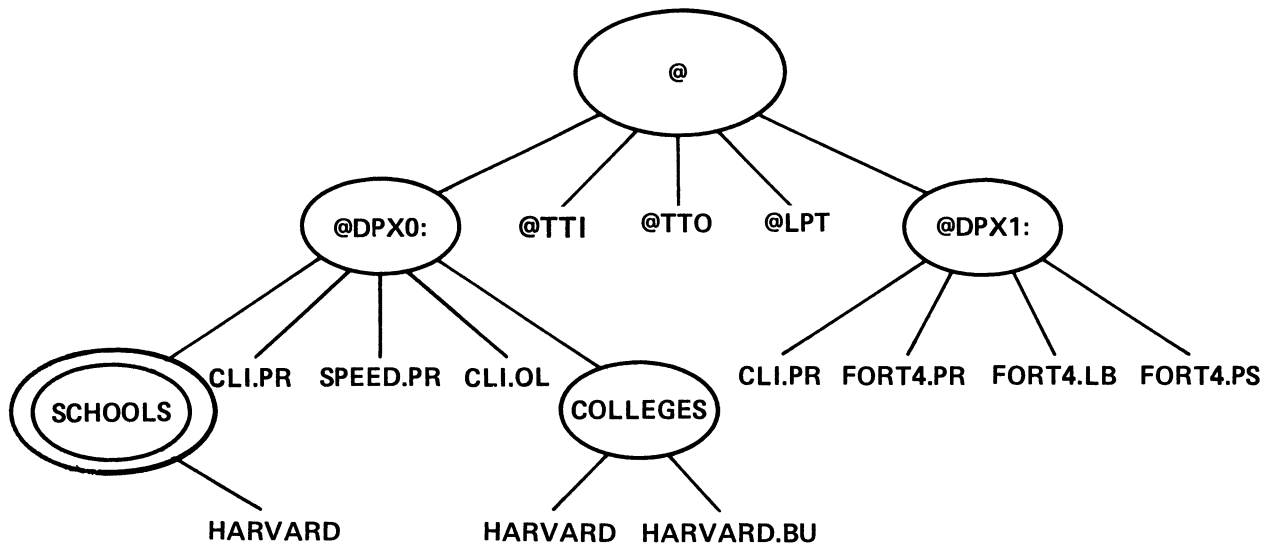 @
@DPX0:
@TTI
@TTO
@LPT
@DPX1:
SCHOOLS
CLI.PR
SPEED.PR
CLI.OL
COLLEGES
CLI.PR
FORT4.PR
FORT4.LB
FORT4.PS
HARVARD
HARVARD
HARVARD.BU